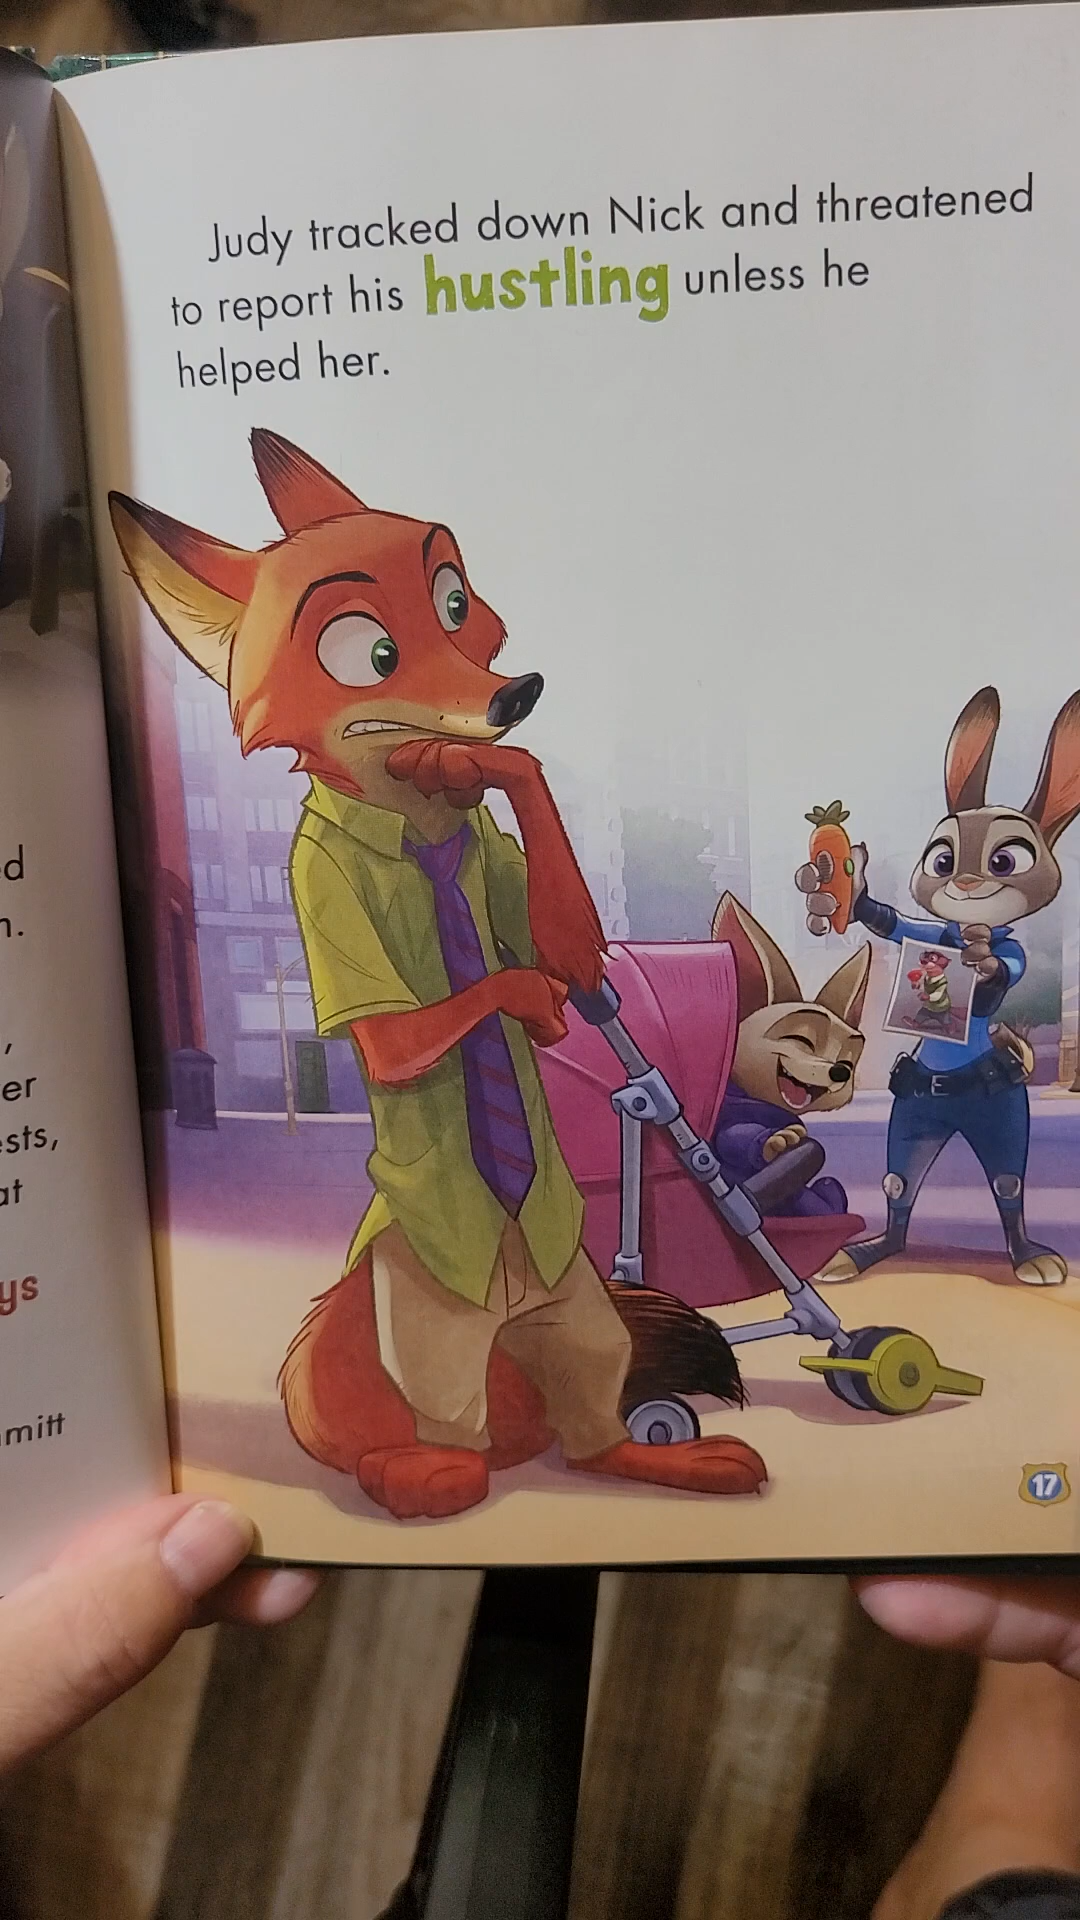 Judy tracked down Nick and threatened
to report his hustling unless he
helped her.
17